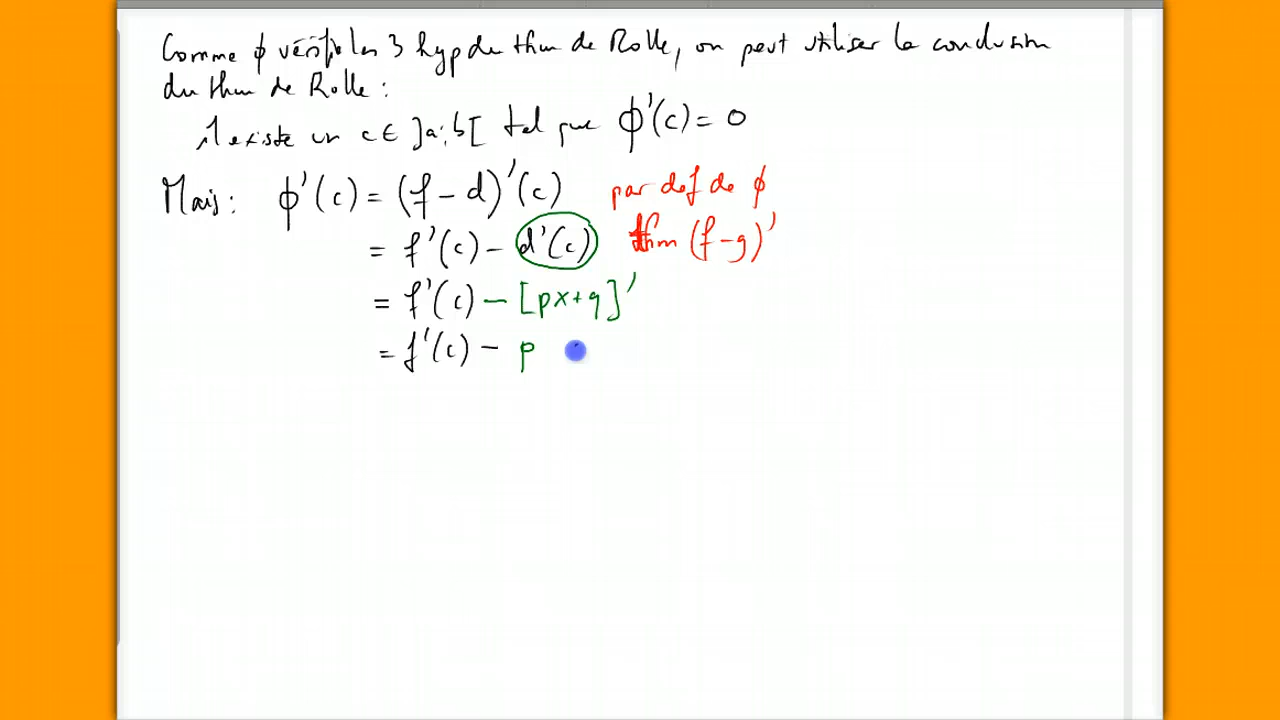 Comme ϕ vérifie les 3 hyp du thm de Rolle, on peut utiliser la conclusion
du thm de Rolle :
il existe un c ∈ ]a;b[ tel que ϕ'(c) = 0
Mais : ϕ'(c) = (f - d)'(c) par def de ϕ
= f'(c) - d'(c) thm (f-g)'
= f'(c) - [px+q]'
= f'(c) - p